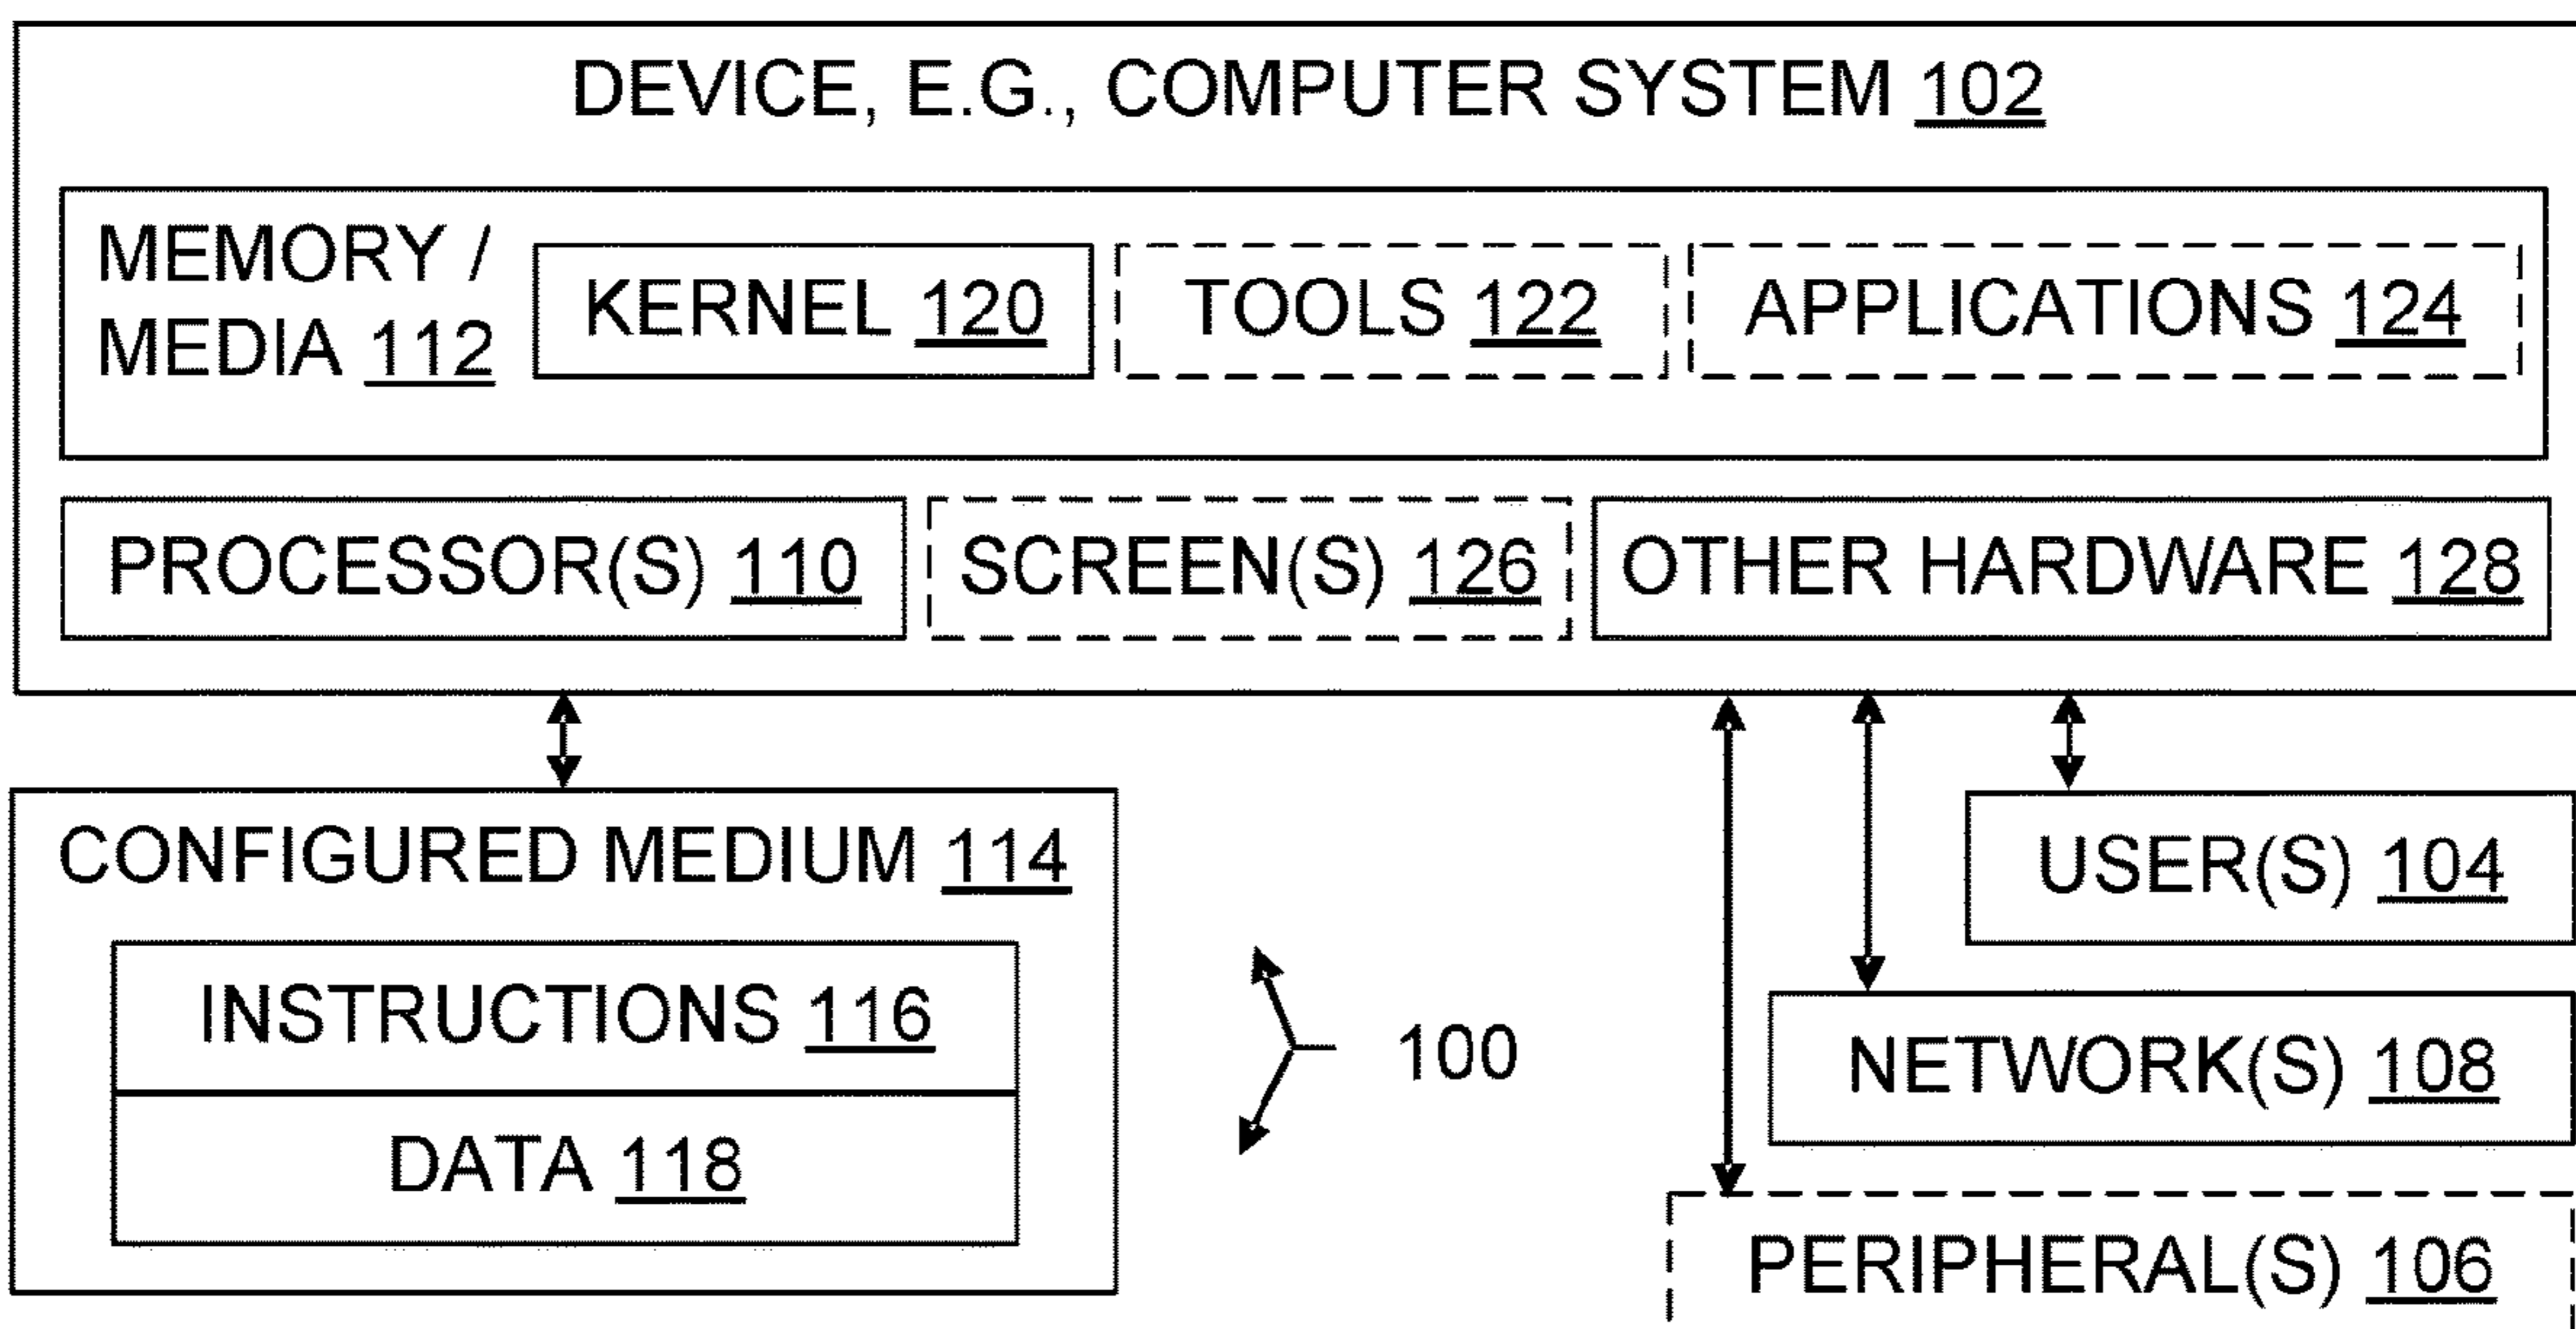 DEVICE, E.G., COMPUTER SYSTEM 102
MEMORY /
MEDIA 112
KERNEL 120
TOOLS 122
APPLICATIONS 124
PROCESSOR(S) 110
SCREEN(S) 126
OTHER HARDWARE 128
CONFIGURED MEDIUM 114
INSTRUCTIONS 116
DATA 118
100
USER(S) 104
NETWORK(S) 108
PERIPHERAL(S) 106